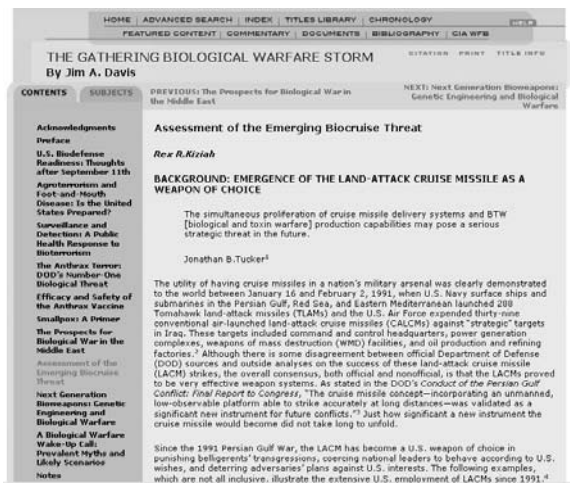 HOME | ADVANCED SEARCH | INDEX | TITLES LIBRARY | CHRONOLOGY
HELP
FEATURED CONTENT | COMMENTARY | DOCUMENTS | BIBLIOGRAPHY | CIA WFB
THE GATHERING BIOLOGICAL WARFARE STORM
By Jim A. Davis
CITATION PRINT TITLE INFO
CONTENTS SUBJECTS
PREVIOUS: The Prospects for Biological War in
the Middle East
NEXT: Next Generation Bioweapons:
Genetic Engineering and Biological
Warfare
Acknowledgments
Preface
U.S. Biodefense
Readiness: Thoughts
after September 11th
Agroterrorism and
Foot-and-Mouth
Disease: Is the United
States Prepared?
Surveillance and
Detection: A Public
Health Response to
Bioterrorism
The Anthrax Terror:
DOD's Number-One
Biological Threat
Efficacy and Safety of
the Anthrax Vaccine
Smallpox: A Primer
The Prospects for
Biological War in the
Middle East
Assessment of the
Emerging Biocruise
Threat
Next Generation
Bioweapons: Genetic
Engineering and
Biological Warfare
A Biological Warfare
Wake-Up Call:
Prevalent Myths and
Likely Scenarios
Notes
Assessment of the Emerging Biocruise Threat
Rex R.Kiziah
BACKGROUND: EMERGENCE OF THE LAND-ATTACK CRUISE MISSILE AS A
WEAPON OF CHOICE
The simultaneous proliferation of cruise missile delivery systems and BTW
[biological and toxin warfare] production capabilities may pose a serious
strategic threat in the future.
Jonathan B.Tucker¹
The utility of having cruise missiles in a nation's military arsenal was clearly demonstrated
to the world between January 16 and February 2, 1991, when U.S. Navy surface ships and
submarines in the Persian Gulf, Red Sea, and Eastern Mediterranean launched 288
Tomahawk land-attack missiles (TLAMs) and the U.S. Air Force expended thirty-nine
conventional air-launched land-attack cruise missiles (CALCMs) against "strategic" targets
in Iraq. These targets included command and control headquarters, power generation
complexes, weapons of mass destruction (WMD) facilities, and oil production and refining
factories.² Although there is some disagreement between official Department of Defense
(DOD) sources and outside analyses on the success of these land-attack cruise missile
(LACM) strikes, the overall consensus, both official and nonofficial, is that the LACMs proved
to be very effective weapon systems. As stated in the DOD's Conduct of the Persian Gulf
Conflict: Final Report to Congress, "The cruise missile concept—incorporating an unmanned,
low-observable platform able to strike accurately at long distances—was validated as a
significant new instrument for future conflicts."³ Just how significant a new instrument the
cruise missile would become did not take long to unfold.
Since the 1991 Persian Gulf War, the LACM has become a U.S. weapon of choice in
punishing belligerents' transgressions, coercing national leaders to behave according to U.S.
wishes, and deterring adversaries' plans against U.S. interests. The following examples,
which are not all inclusive, illustrate the extensive U.S. employment of LACMs since 1991.⁴